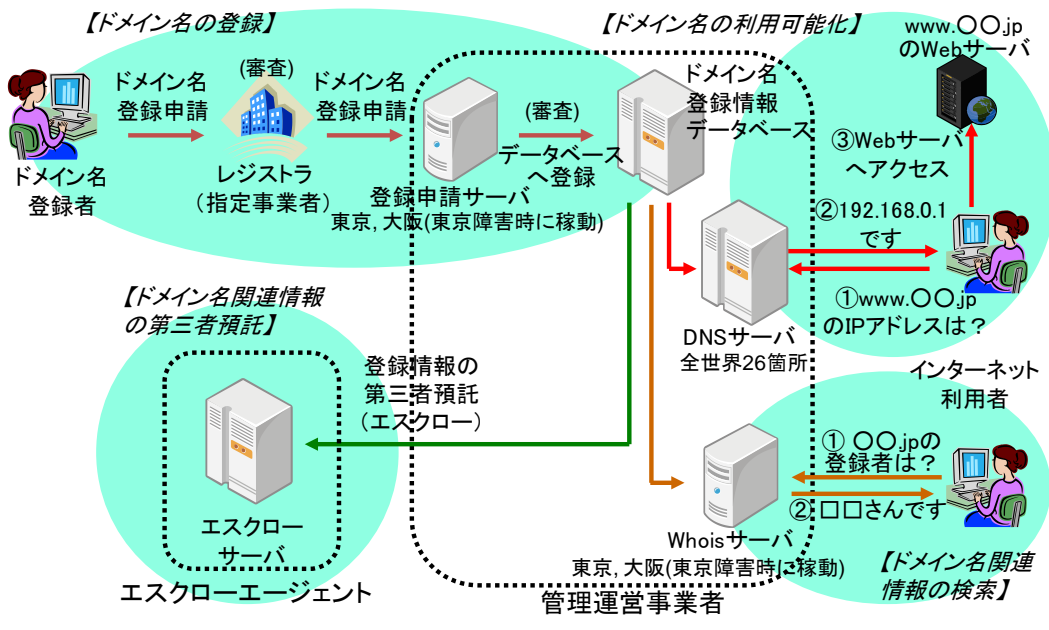 【ドメイン名の登録】
ドメイン名
登録申請
(審査)
ドメイン名
登録申請
(審査)
ドメイン名
登録者
レジストラ
（指定事業者）
登録申請サーバ
東京, 大阪(東京障害時に稼動)
データベース
へ登録
【ドメイン名の利用可能化】
ドメイン名
登録情報
データベース
www.〇〇.jp
のWebサーバ
③Webサーバ
へアクセス
②192.168.0.1
です
①www.〇〇.jp
のIPアドレスは？
DNSサーバ
全世界26箇所
【ドメイン名関連情報
の第三者預託】
登録情報の
第三者預託
（エスクロー）
エスクロー
サーバ
エスクローエージェント
インターネット
利用者
① 〇〇.jpの
登録者は？
② □□さんです
Whoisサーバ
東京, 大阪(東京障害時に稼動)
【ドメイン名関連
情報の検索】
管理運営事業者